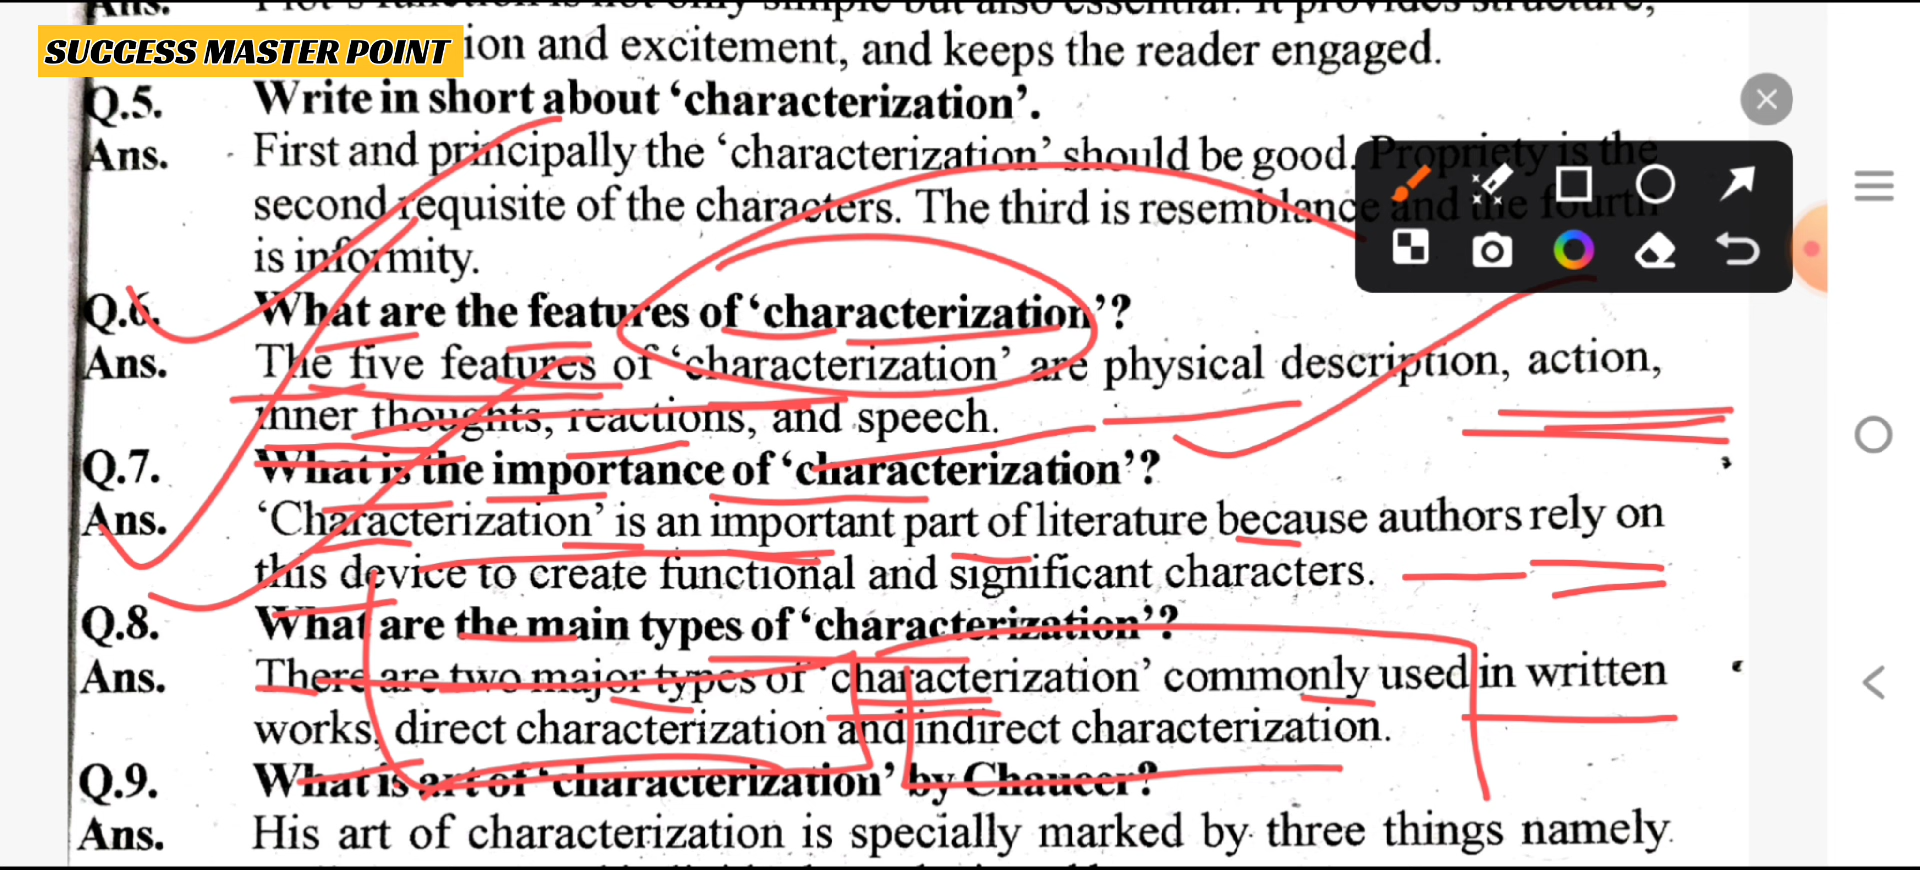 SUCCESS MASTER POINT
ion and excitement, and keeps the reader engaged.
Q.5. Write in short about ‘characterization’.
Ans. First and principally the ‘characterization’ should be good. Propriety is the
second requisite of the characters. The third is resemblance and the fourth
is informity.
Q.6. What are the features of ‘characterization’?
Ans. The five features of ‘characterization’ are physical description, action,
inner thoughts, reactions, and speech.
Q.7. What is the importance of ‘characterization’?
Ans. ‘Characterization’ is an important part of literature because authors rely on
this device to create functional and significant characters.
Q.8. What are the main types of ‘characterization’?
Ans. There are two major types of ‘characterization’ commonly used in written
works, direct characterization and indirect characterization.
Q.9. What is art of ‘characterization’ by Chaucer?
Ans. His art of characterization is specially marked by three things namely.